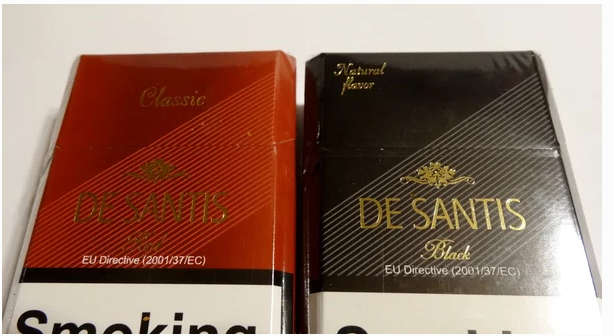 Classic
DE SANTIS
Red
EU Directive (2001/37/EC)
Smoking
Natural
flavor
DE SANTIS
Black
EU Directive (2001/37/EC)